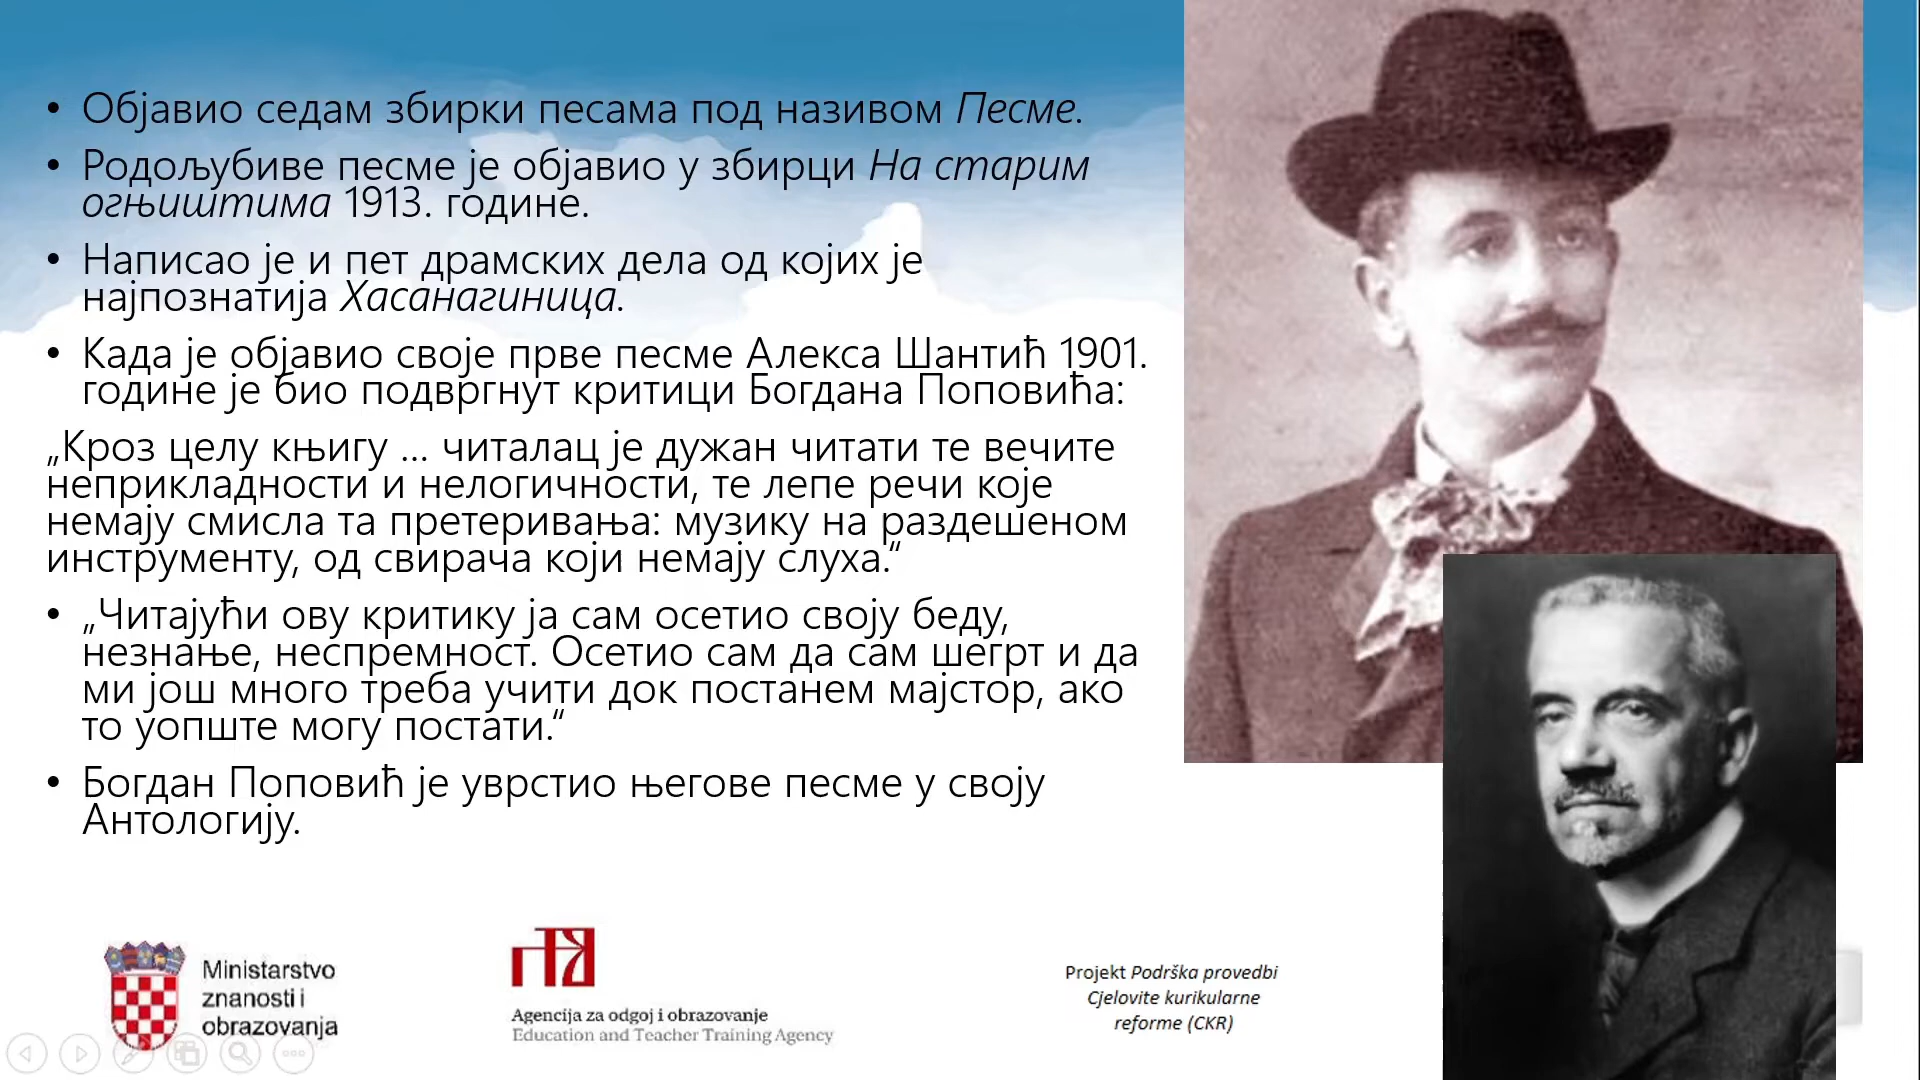 • Објавио седам збирки песама под називом Песме.
• Родољубиве песме је објавио у збирци На старим
огњиштима 1913. године.
• Написао је и пет драмских дела од којих је
најпознатија Хасанагиница.
• Када је објавио своје прве песме Алекса Шантић 1901.
године је био подвргнут критици Богдана Поповића:
„Кроз целу књигу ... читалац је дужан читати те вечите
неприкладности и нелогичности, те лепе речи које
немају смисла та претеривања: музику на раздешеном
инструменту, од свирача који немају слуха.“
• „Читајући ову критику ја сам осетио своју беду,
незнање, неспремност. Осетио сам да сам шегрт и да
ми још много треба учити док постанем мајстор, ако
то уопште могу постати.“
• Богдан Поповић је уврстио његове песме у своју
Антологију.
Ministarstvo
znanosti i
obrazovanja
Agencija za odgoj i obrazovanje
Education and Teacher Training Agency
Projekt Podrška provedbi
Cjelovite kurikularne
reforme (CKR)